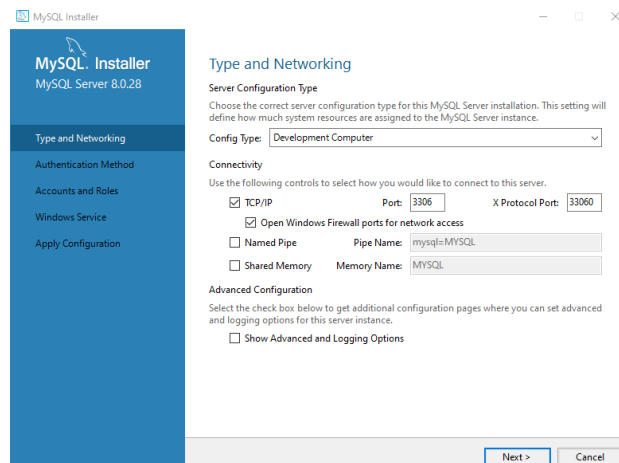 MySQL Installer
MySQL. Installer
MySQL Server 8.0.28
Type and Networking
Authentication Method
Accounts and Roles
Windows Service
Apply Configuration
Type and Networking
Server Configuration Type
Choose the correct server configuration type for this MySQL Server installation. This setting will
define how much system resources are assigned to the MySQL Server instance.
Config Type: Development Computer
Connectivity
Use the following controls to select how you would like to connect to this server.
TCP/IP Port: 3306 X Protocol Port: 33060
Open Windows Firewall ports for network access
Named Pipe Pipe Name: mysql=MYSQL
Shared Memory Memory Name: MYSQL
Advanced Configuration
Select the check box below to get additional configuration pages where you can set advanced
and logging options for this server instance.
Show Advanced and Logging Options
Next > Cancel